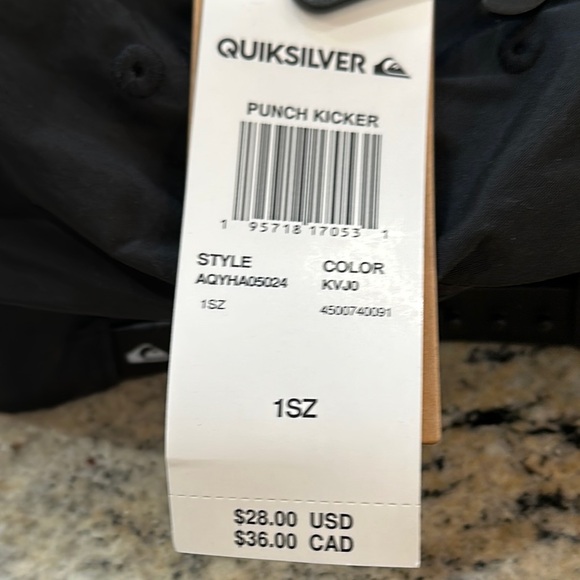 QUIKSILVER
PUNCH KICKER
1 95718 17053 1
STYLE COLOR
AQYHA05024 KVJ0
1SZ 4500740091
1SZ
$28.00 USD
$36.00 CAD